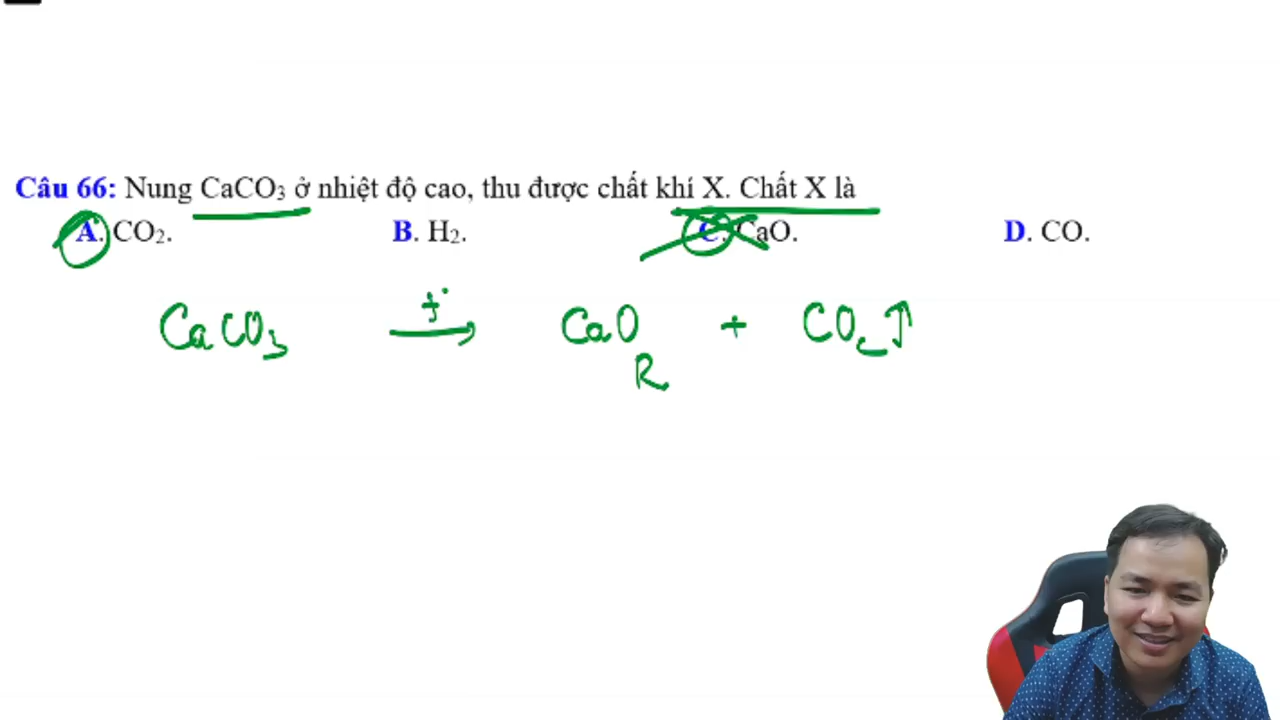 Câu 66: Nung CaCO₃ ở nhiệt độ cao, thu được chất khí X. Chất X là
A. CO₂. B. H₂. C. CaO. D. CO.
CaCO₃ →t° CaO + CO₂↑
R